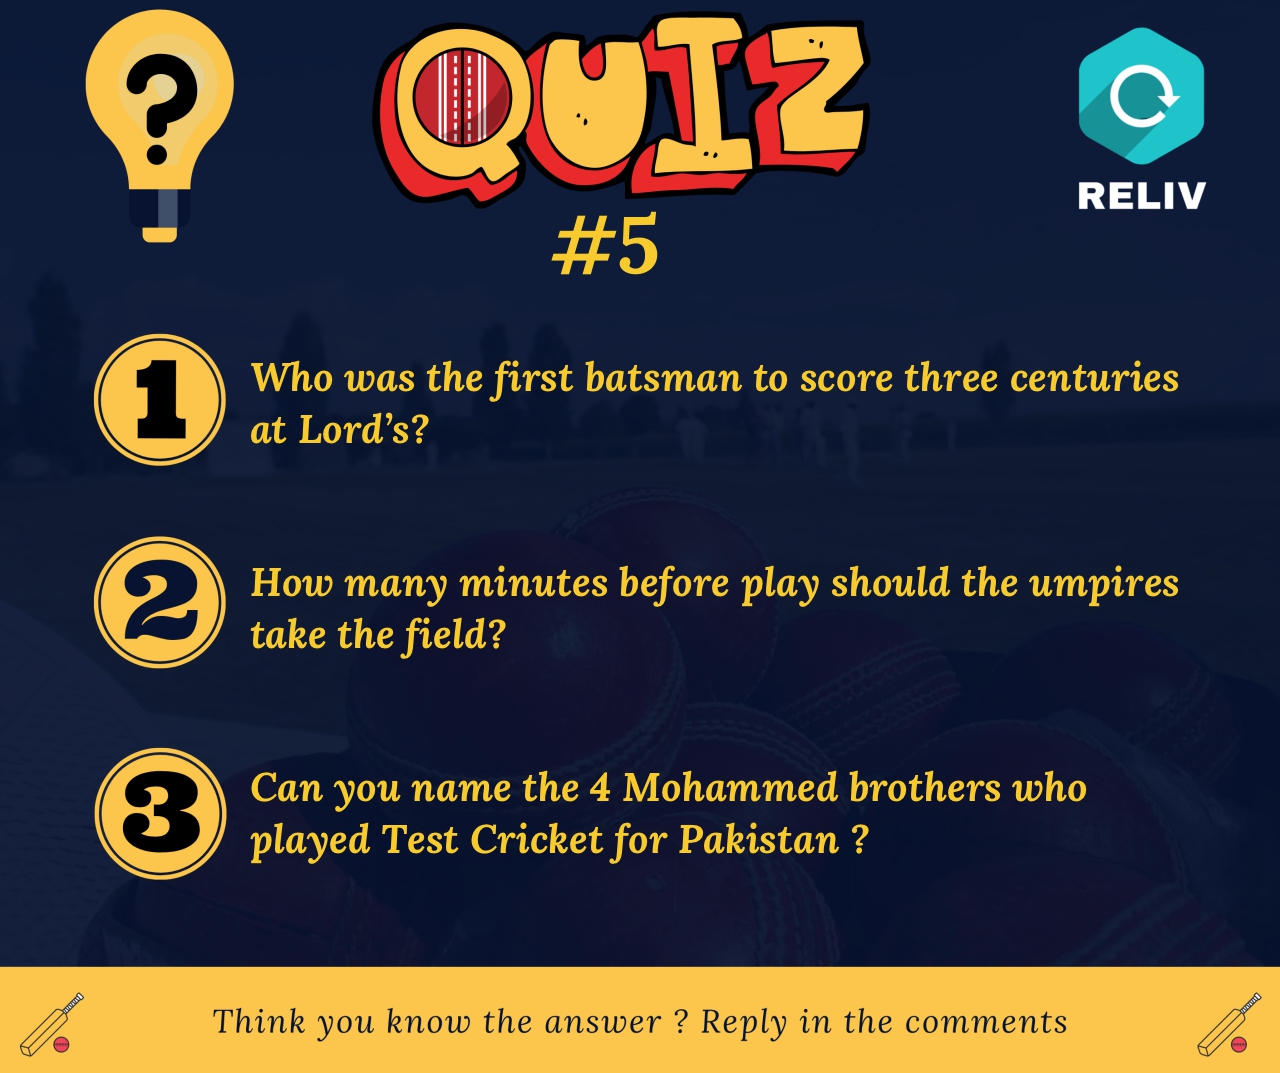 ?
QUIZ
RELIV
#5
1
Who was the first batsman to score three centuries
at Lord’s?
2
How many minutes before play should the umpires
take the field?
3
Can you name the 4 Mohammed brothers who
played Test Cricket for Pakistan ?
Think you know the answer ? Reply in the comments